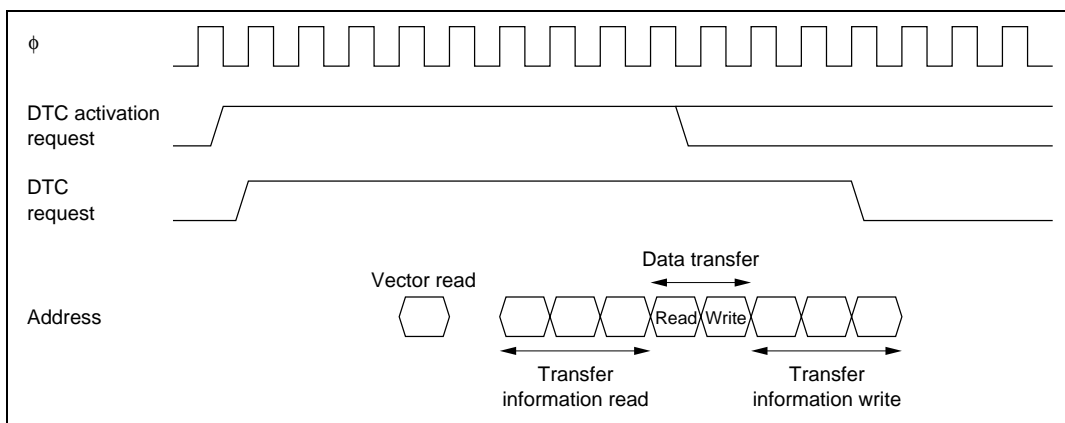 ϕ
DTC activation
request
DTC
request
Data transfer
Vector read
Address
Read Write
Transfer
information read
Transfer
information write